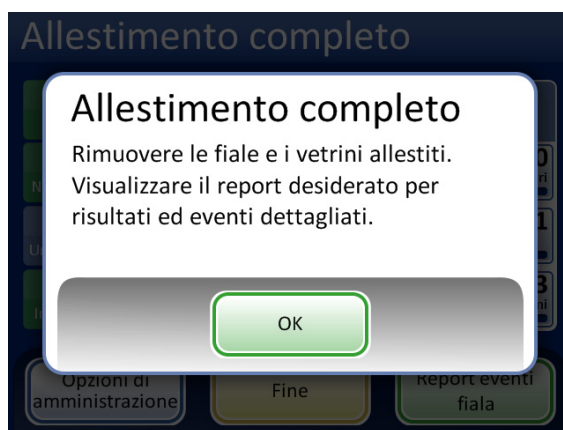 Allestimento completo
Allestimento completo
Rimuovere le fiale e i vetrini allestiti.
Visualizzare il report desiderato per
risultati ed eventi dettagliati.
OK
Opzioni di
amministrazione
Fine
Report eventi
fiala